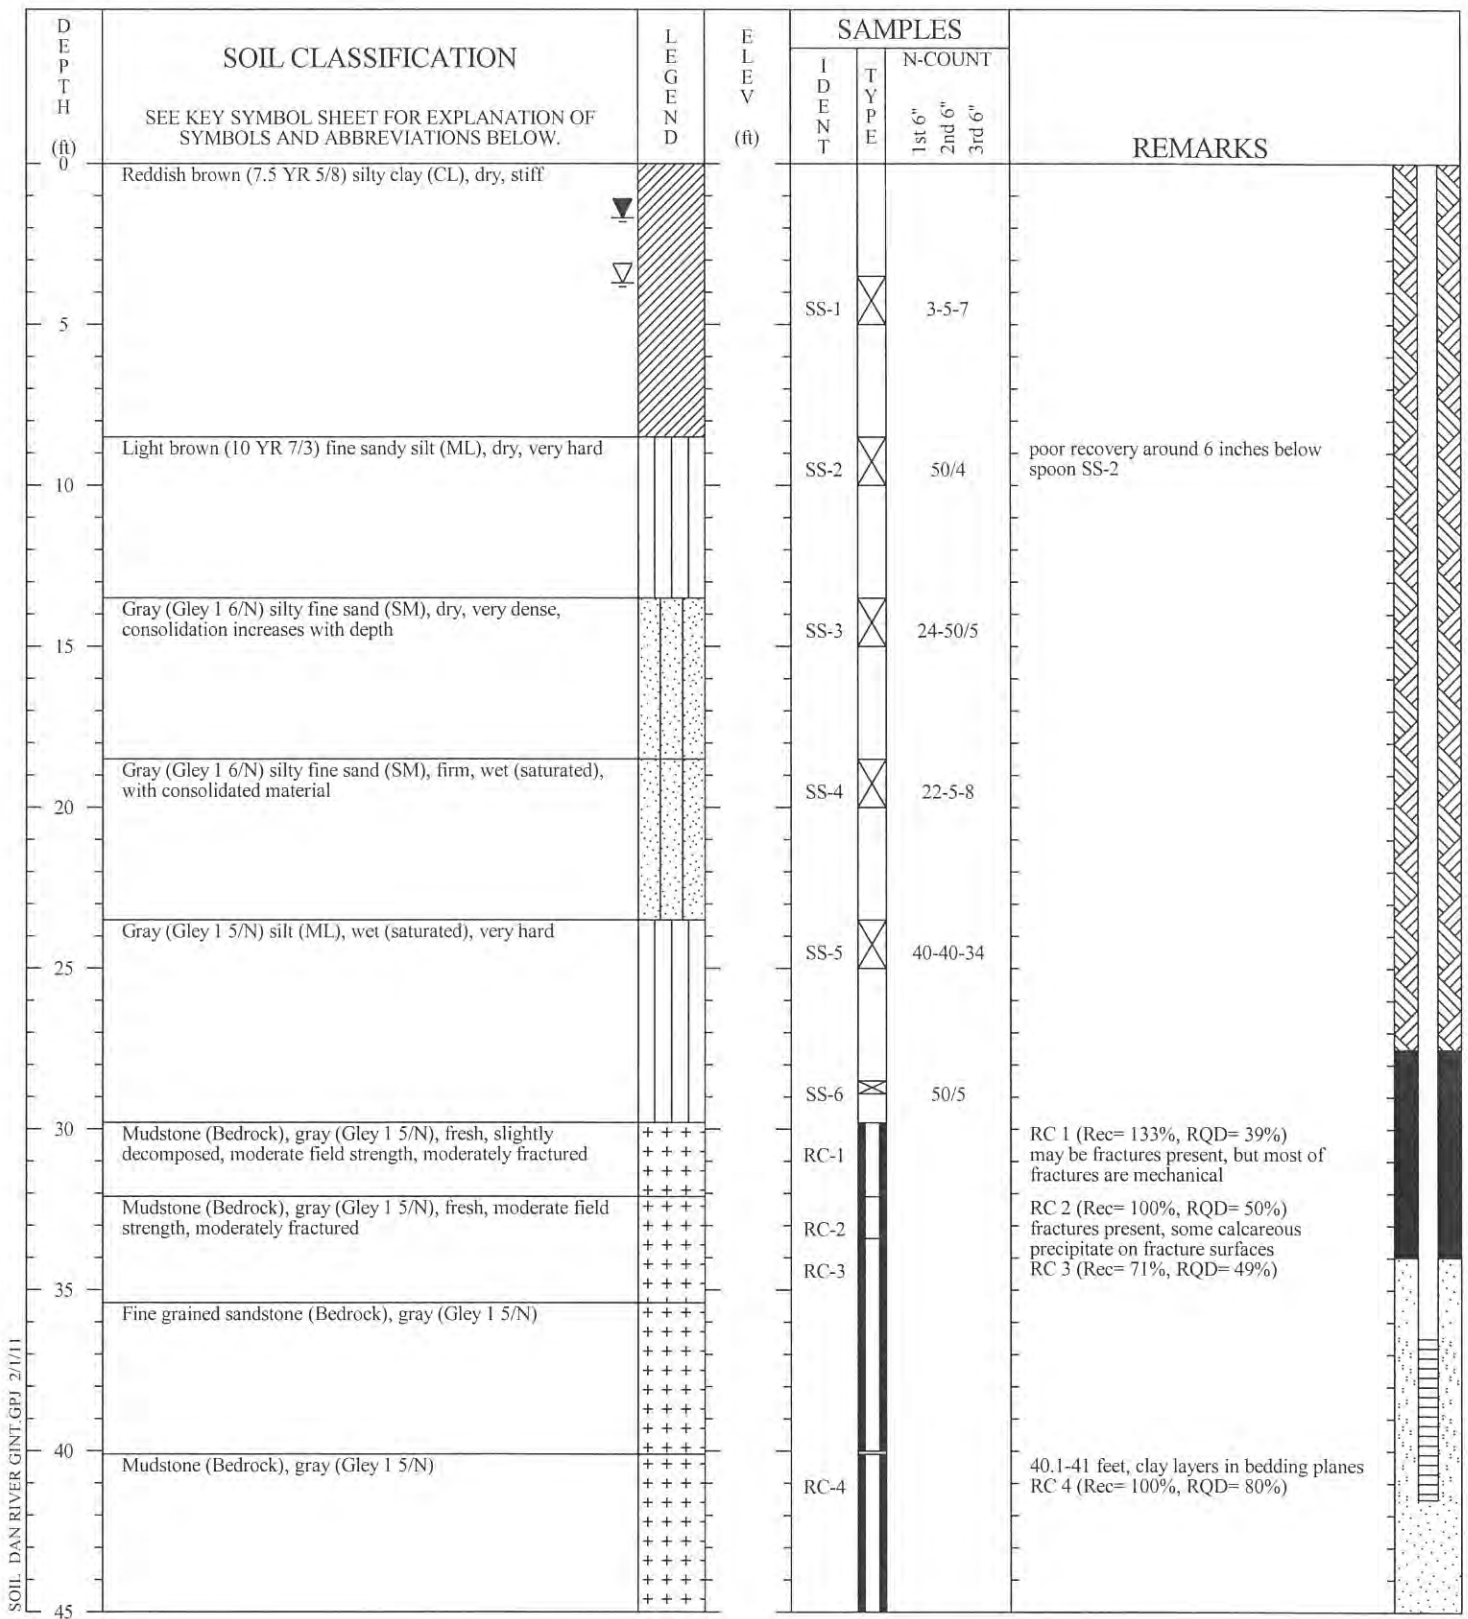 DEPTH (ft)
SOIL CLASSIFICATION
SEE KEY SYMBOL SHEET FOR EXPLANATION OF
SYMBOLS AND ABBREVIATIONS BELOW.
LEGEND
ELEV (ft)
SAMPLES
IDENT
TYPE
N-COUNT
1st 6"
2nd 6"
3rd 6"
REMARKS
0
Reddish brown (7.5 YR 5/8) silty clay (CL), dry, stiff
SS-1 3-5-7
5
Light brown (10 YR 7/3) fine sandy silt (ML), dry, very hard
poor recovery around 6 inches below
spoon SS-2
SS-2 50/4
10
Gray (Gley 1 6/N) silty fine sand (SM), dry, very dense,
consolidation increases with depth
SS-3 24-50/5
15
Gray (Gley 1 6/N) silty fine sand (SM), firm, wet (saturated),
with consolidated material
SS-4 22-5-8
20
Gray (Gley 1 5/N) silt (ML), wet (saturated), very hard
SS-5 40-40-34
25
SS-6 50/5
30
Mudstone (Bedrock), gray (Gley 1 5/N), fresh, slightly
decomposed, moderate field strength, moderately fractured
RC-1
RC 1 (Rec= 133%, RQD= 39%)
may be fractures present, but most of
fractures are mechanical
Mudstone (Bedrock), gray (Gley 1 5/N), fresh, moderate field
strength, moderately fractured
RC-2
RC 2 (Rec= 100%, RQD= 50%)
fractures present, some calcareous
precipitate on fracture surfaces
RC-3
RC 3 (Rec= 71%, RQD= 49%)
35
Fine grained sandstone (Bedrock), gray (Gley 1 5/N)
40
Mudstone (Bedrock), gray (Gley 1 5/N)
RC-4
40.1-41 feet, clay layers in bedding planes
RC 4 (Rec= 100%, RQD= 80%)
45
SOIL DAN RIVER GINT.GPJ 2/1/11